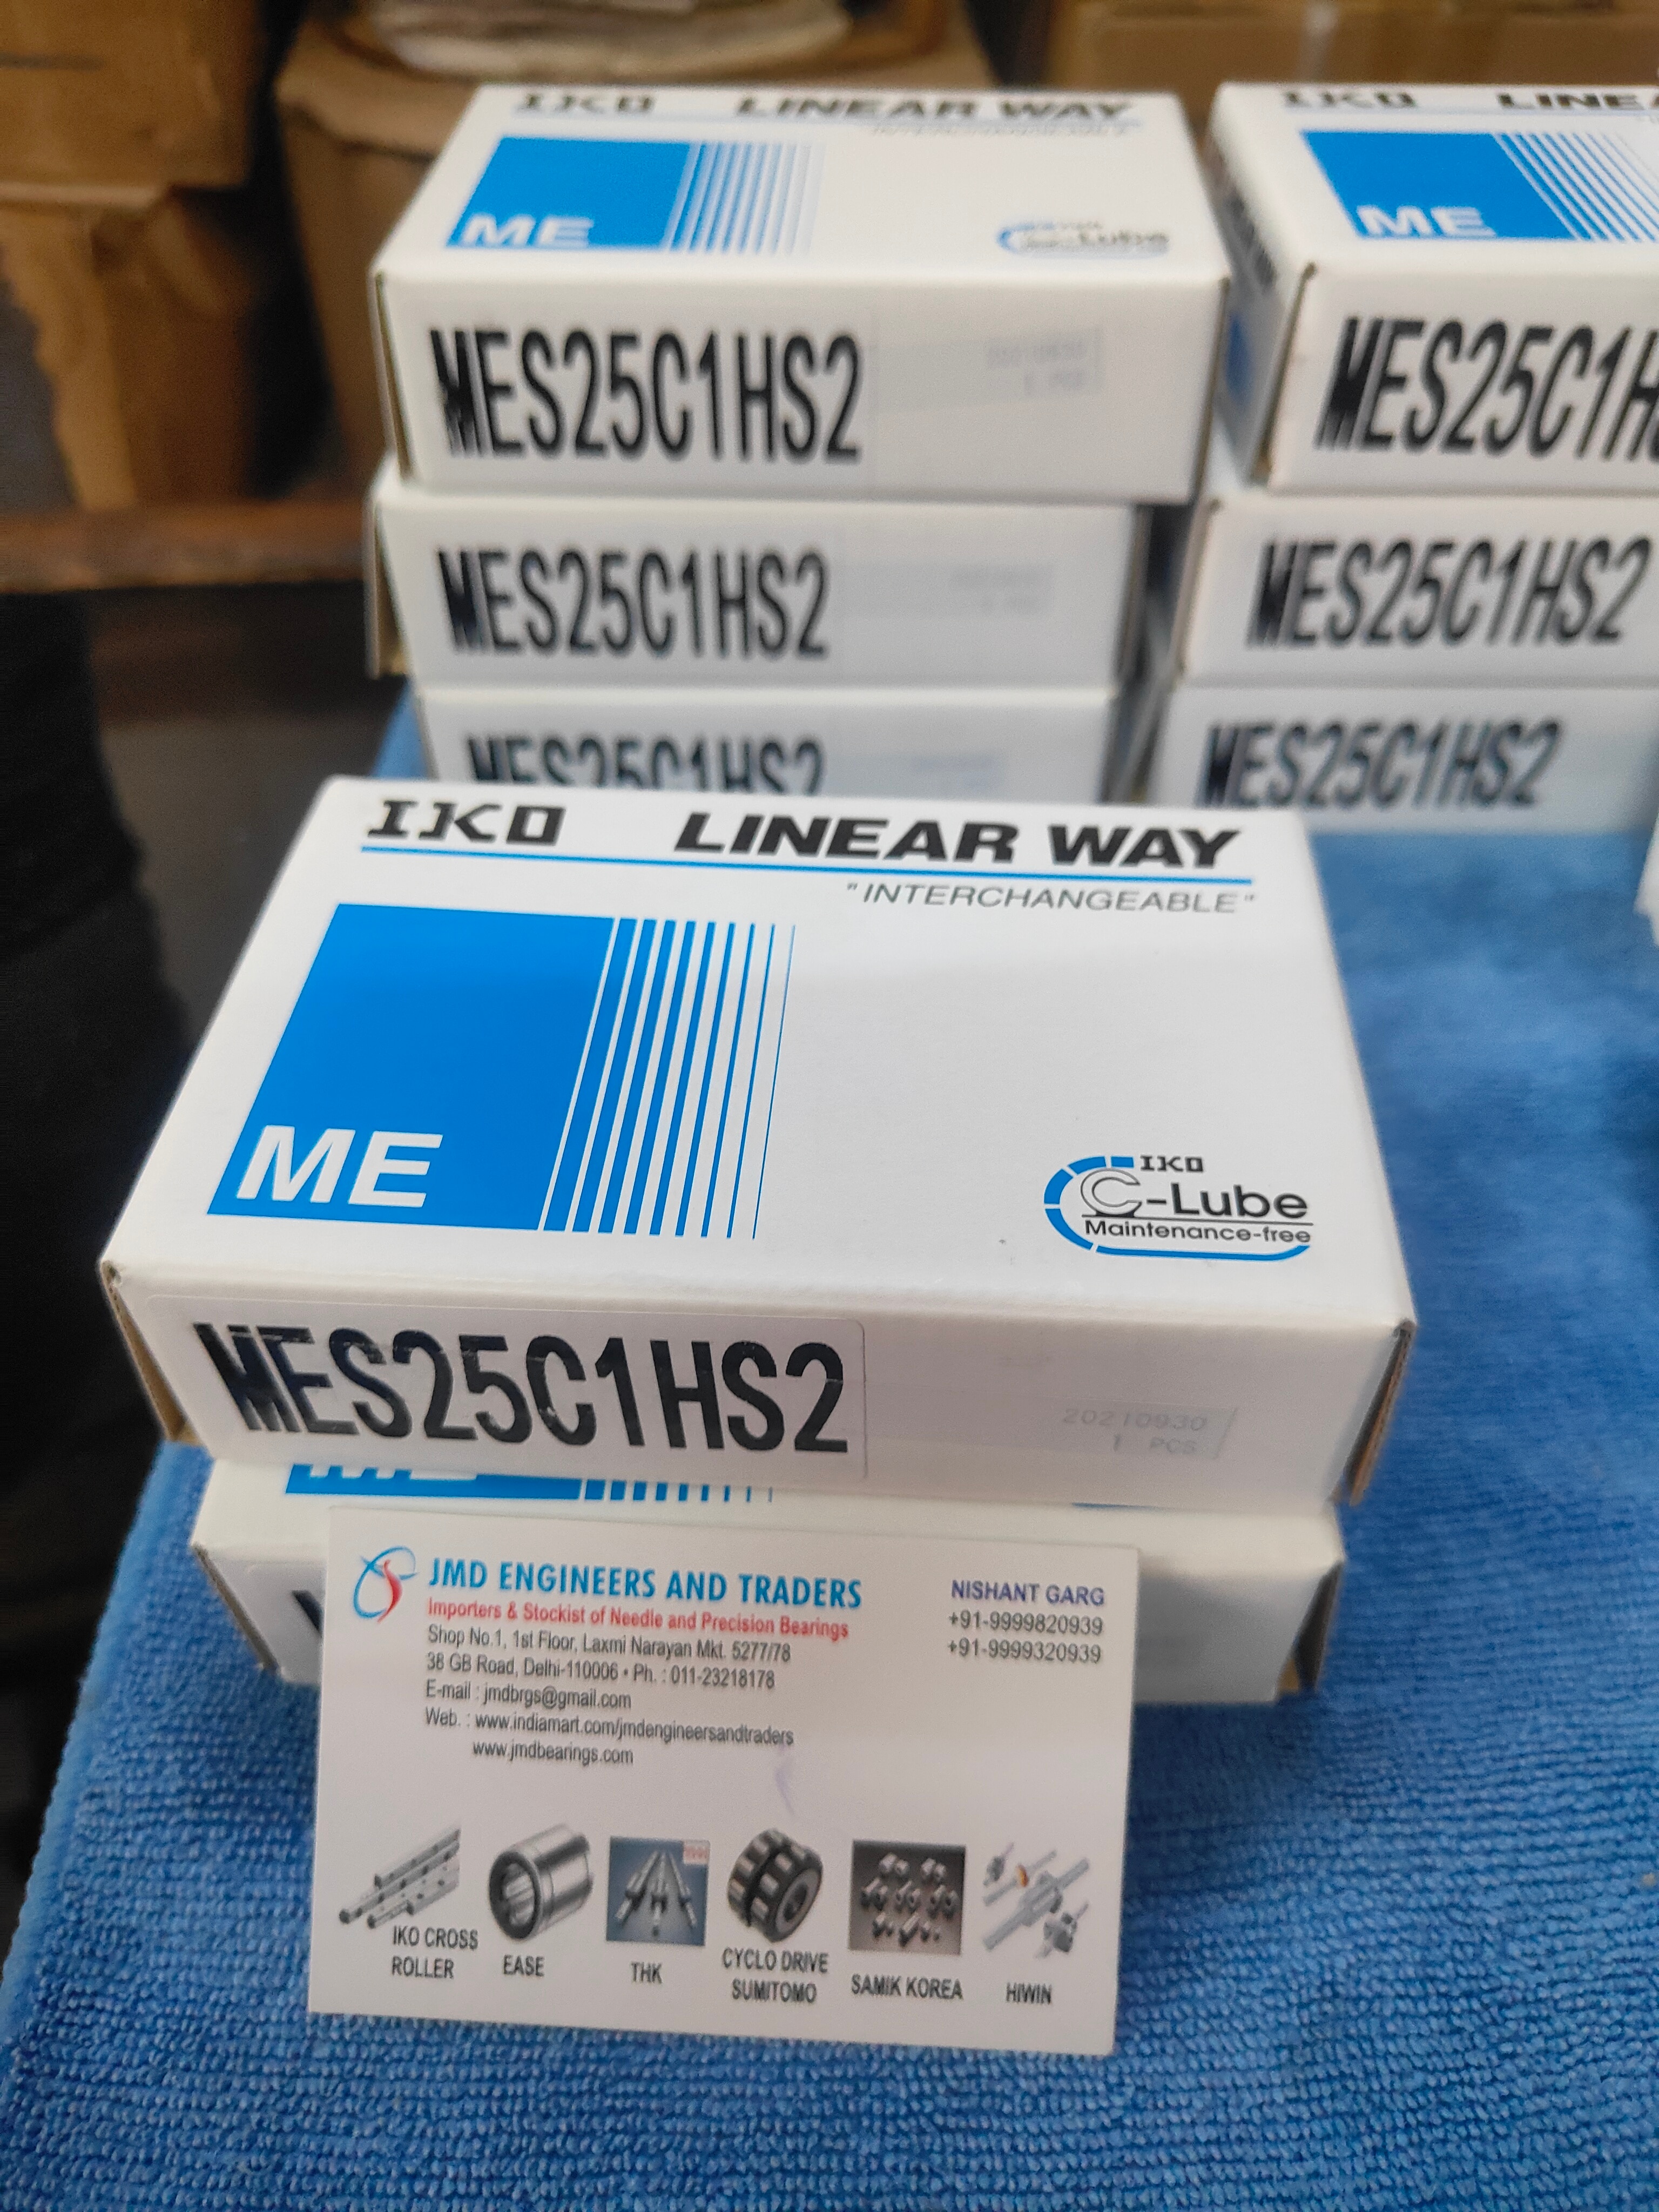 IKO LINEAR WAY
ME
C-Lube
MES25C1HS2
MES25C1HS2
MES25C1HS2
IKO LINEA
ME
MES25C1H
MES25C1HS2
MES25C1HS2
IKO LINEAR WAY
"INTERCHANGEABLE"
ME
IKO
C-Lube
Maintenance-free
MES25C1HS2
20210930
1 PCS
ME
JMD ENGINEERS AND TRADERS
Importers & Stockist of Needle and Precision Bearings
Shop No.1, 1st Floor, Laxmi Narayan Mkt. 5277/78
38 GB Road, Delhi-110006 • Ph. : 011-23218178
E-mail : jmdbrgs@gmail.com
Web. : www.indiamart.com/jmdengineersandtraders
www.jmdbearings.com
NISHANT GARG
+91-9999820939
+91-9999320939
IKO CROSS
ROLLER
EASE
THK
CYCLO DRIVE
SUMITOMO
SAMIK KOREA
HIWIN